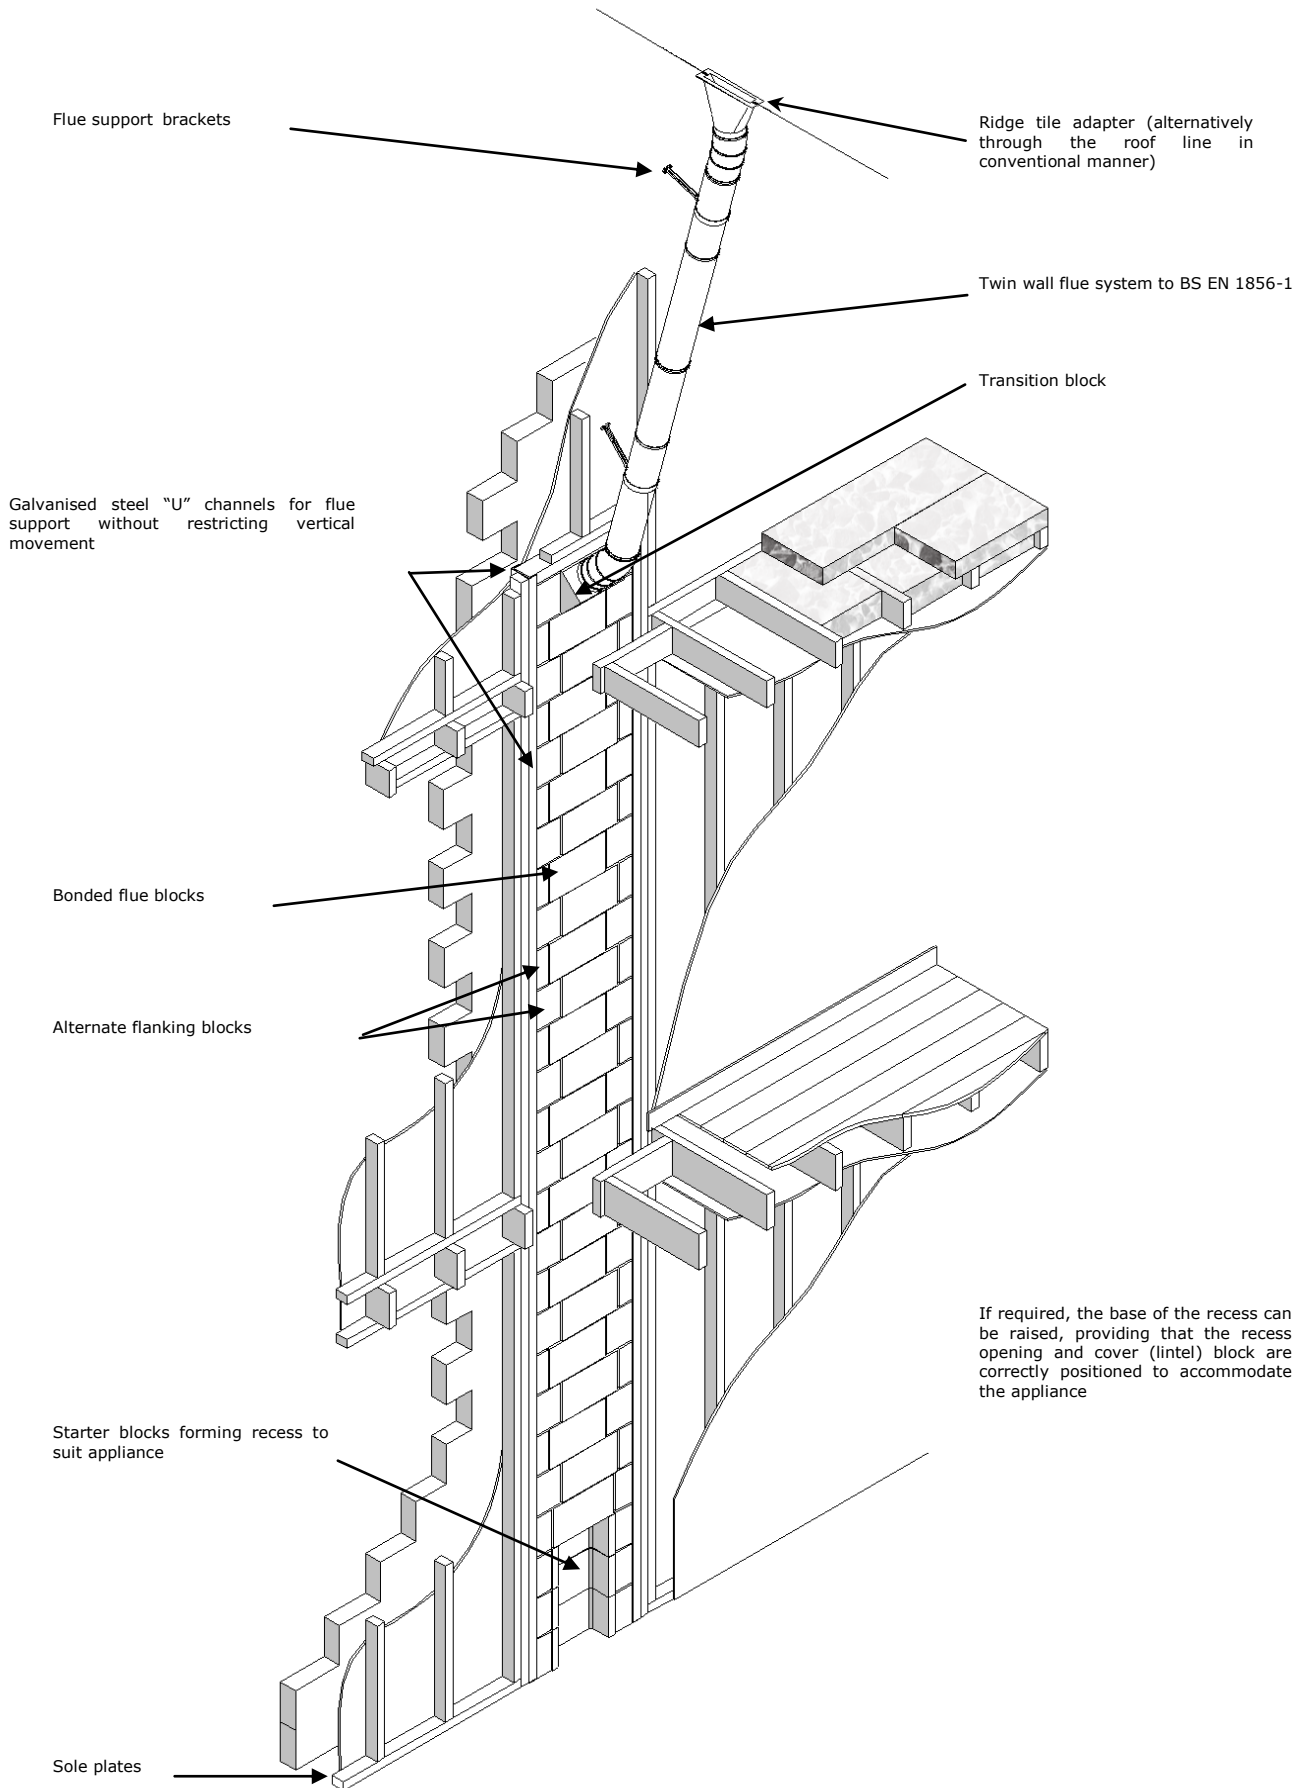 Flue support brackets
Ridge tile adapter (alternatively
through the roof line in
conventional manner)
Twin wall flue system to BS EN 1856-1
Transition block
Galvanised steel “U” channels for flue
support without restricting vertical
movement
Bonded flue blocks
Alternate flanking blocks
If required, the base of the recess can
be raised, providing that the recess
opening and cover (lintel) block are
correctly positioned to accommodate
the appliance
Starter blocks forming recess to
suit appliance
Sole plates